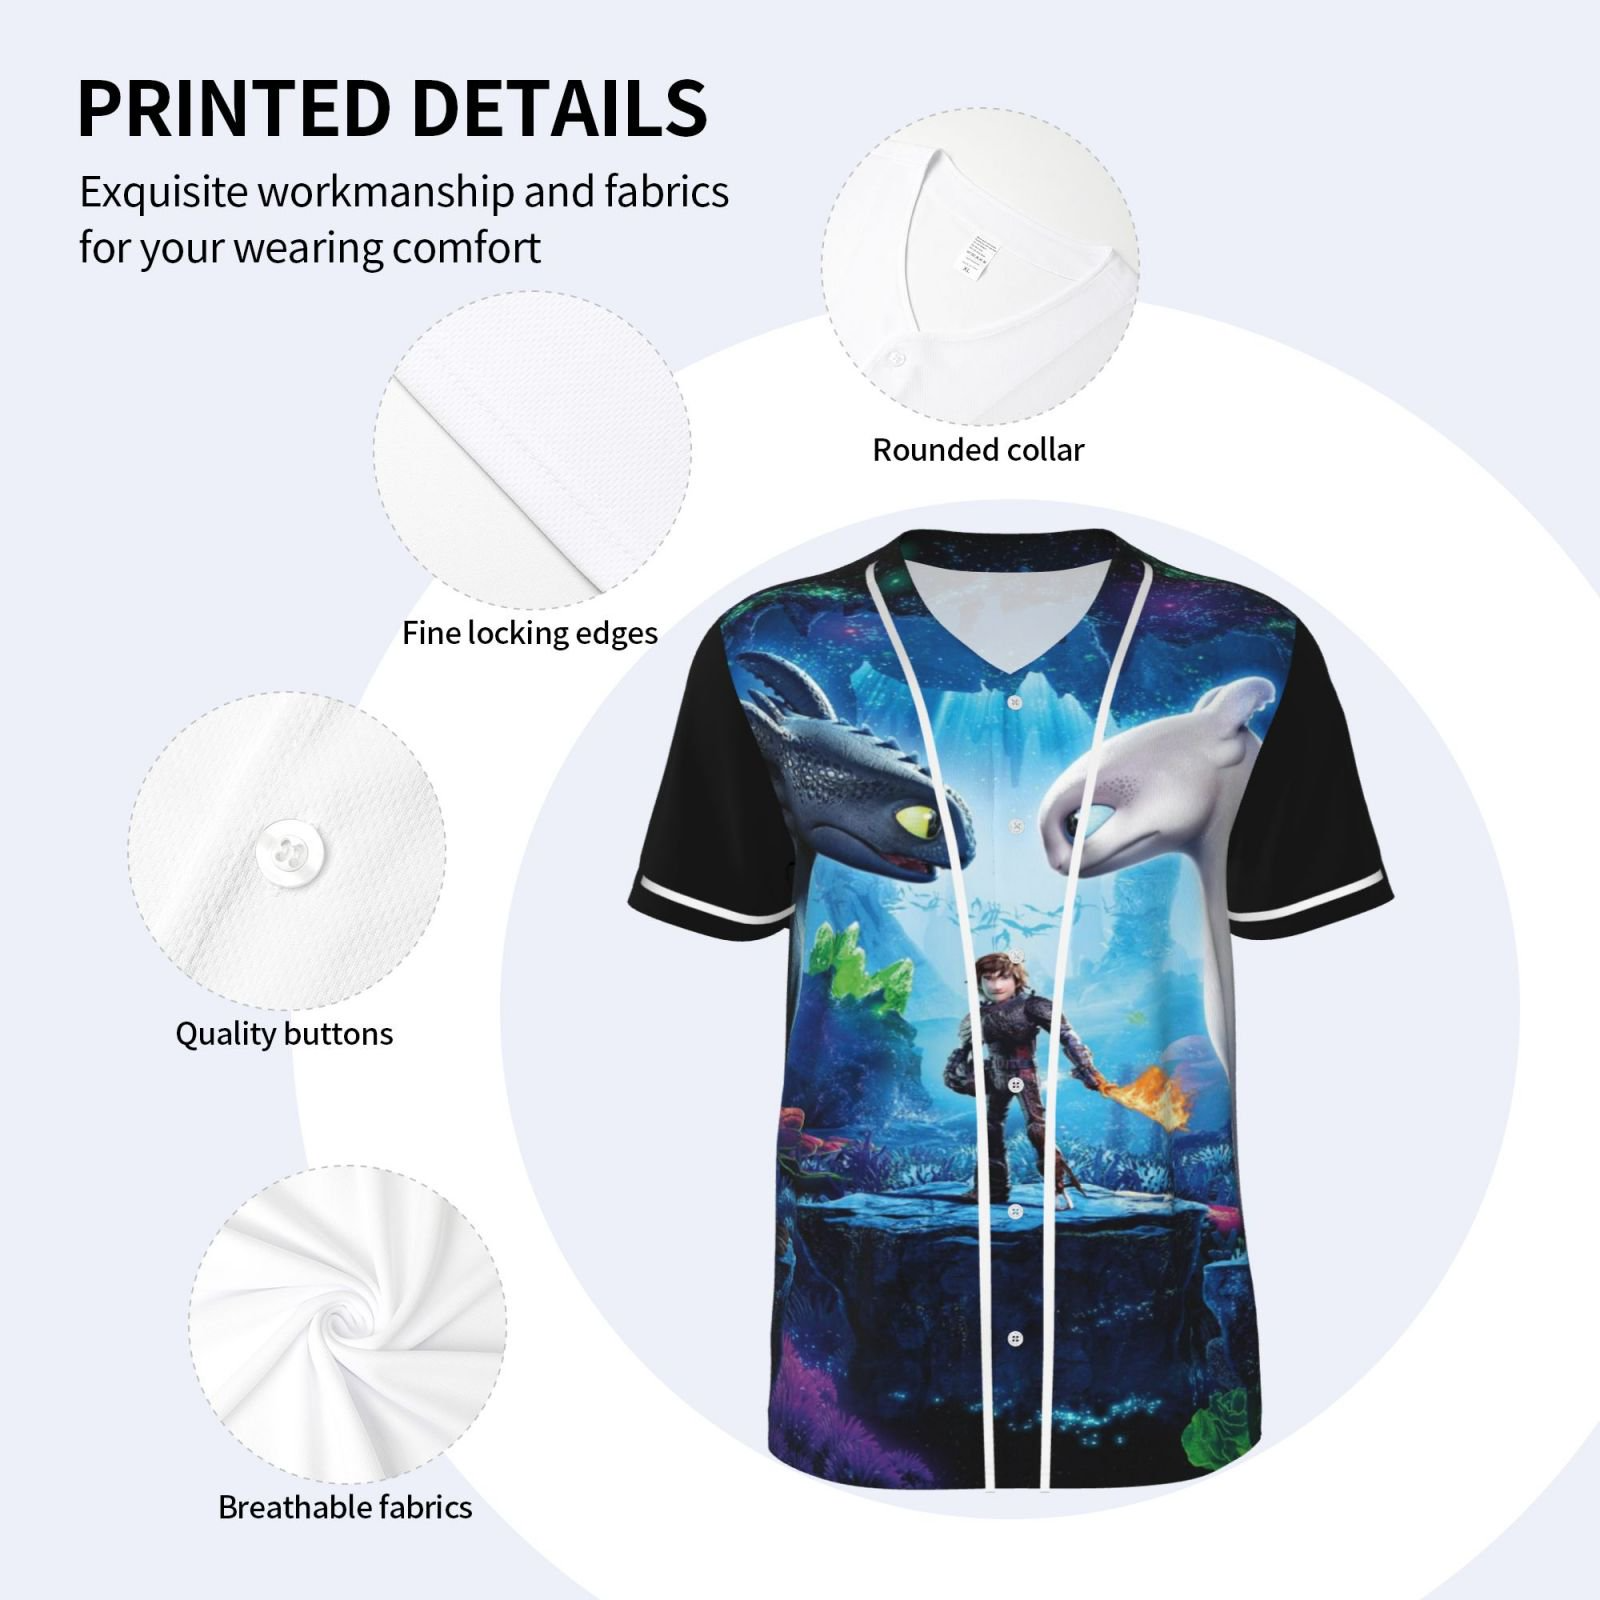 PRINTED DETAILS
Exquisite workmanship and fabrics
for your wearing comfort
XL
Rounded collar
Fine locking edges
Quality buttons
Breathable fabrics